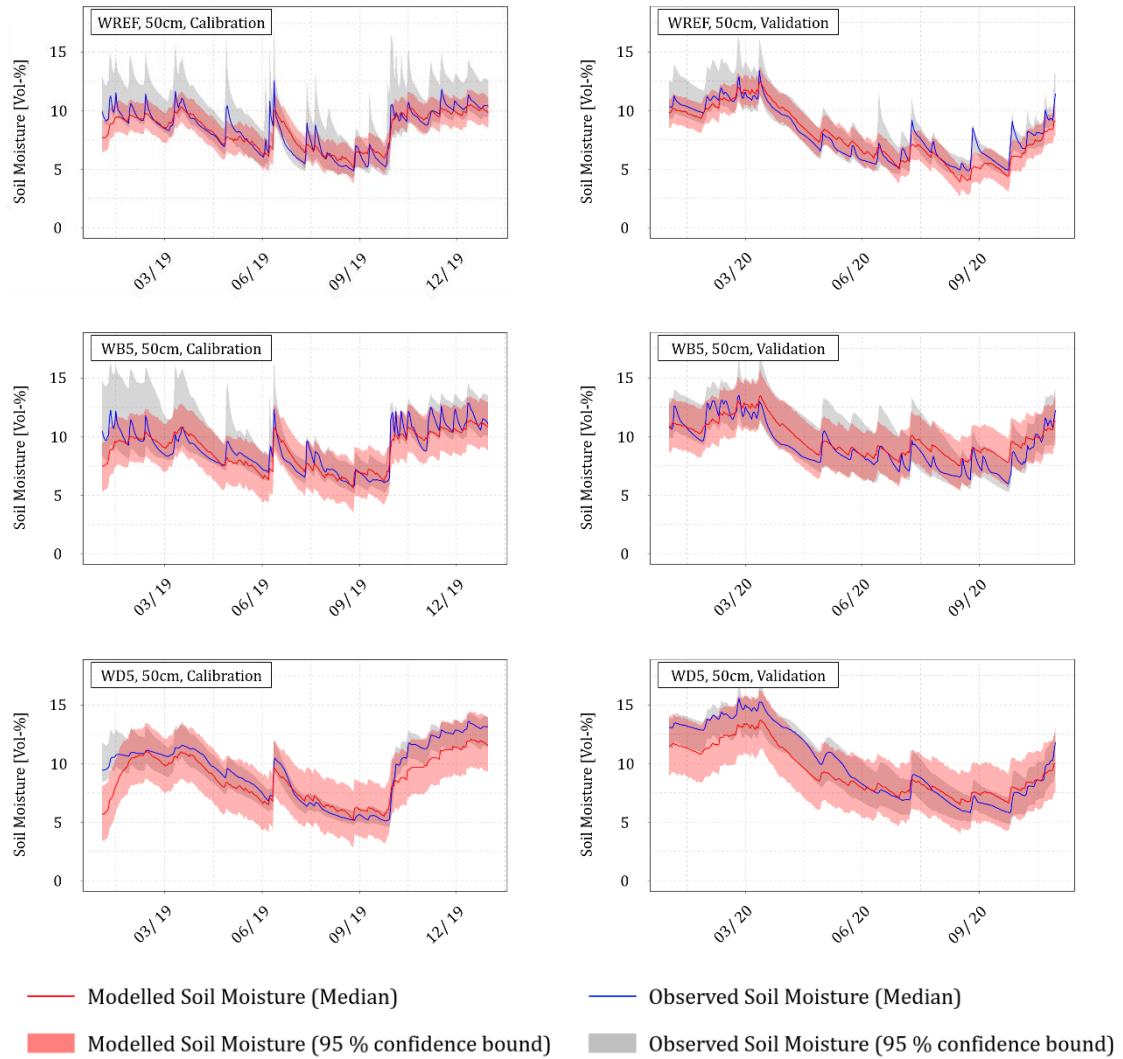 WREF, 50cm, Calibration
Soil Moisture [Vol-%]
15
10
5
0
03/ 19
06/ 19
09/ 19
12/ 19
WREF, 50cm, Validation
Soil Moisture [Vol-%]
15
10
5
0
03/ 20
06/ 20
09/ 20
WB5, 50cm, Calibration
Soil Moisture [Vol-%]
15
10
5
0
03/ 19
06/ 19
09/ 19
12/ 19
WB5, 50cm, Validation
Soil Moisture [Vol-%]
15
10
5
0
03/ 20
06/ 20
09/ 20
WD5, 50cm, Calibration
Soil Moisture [Vol-%]
15
10
5
0
03/ 19
06/ 19
09/ 19
12/ 19
WD5, 50cm, Validation
Soil Moisture [Vol-%]
15
10
5
0
03/ 20
06/ 20
09/ 20
Modelled Soil Moisture (Median)
Observed Soil Moisture (Median)
Modelled Soil Moisture (95 % confidence bound)
Observed Soil Moisture (95 % confidence bound)